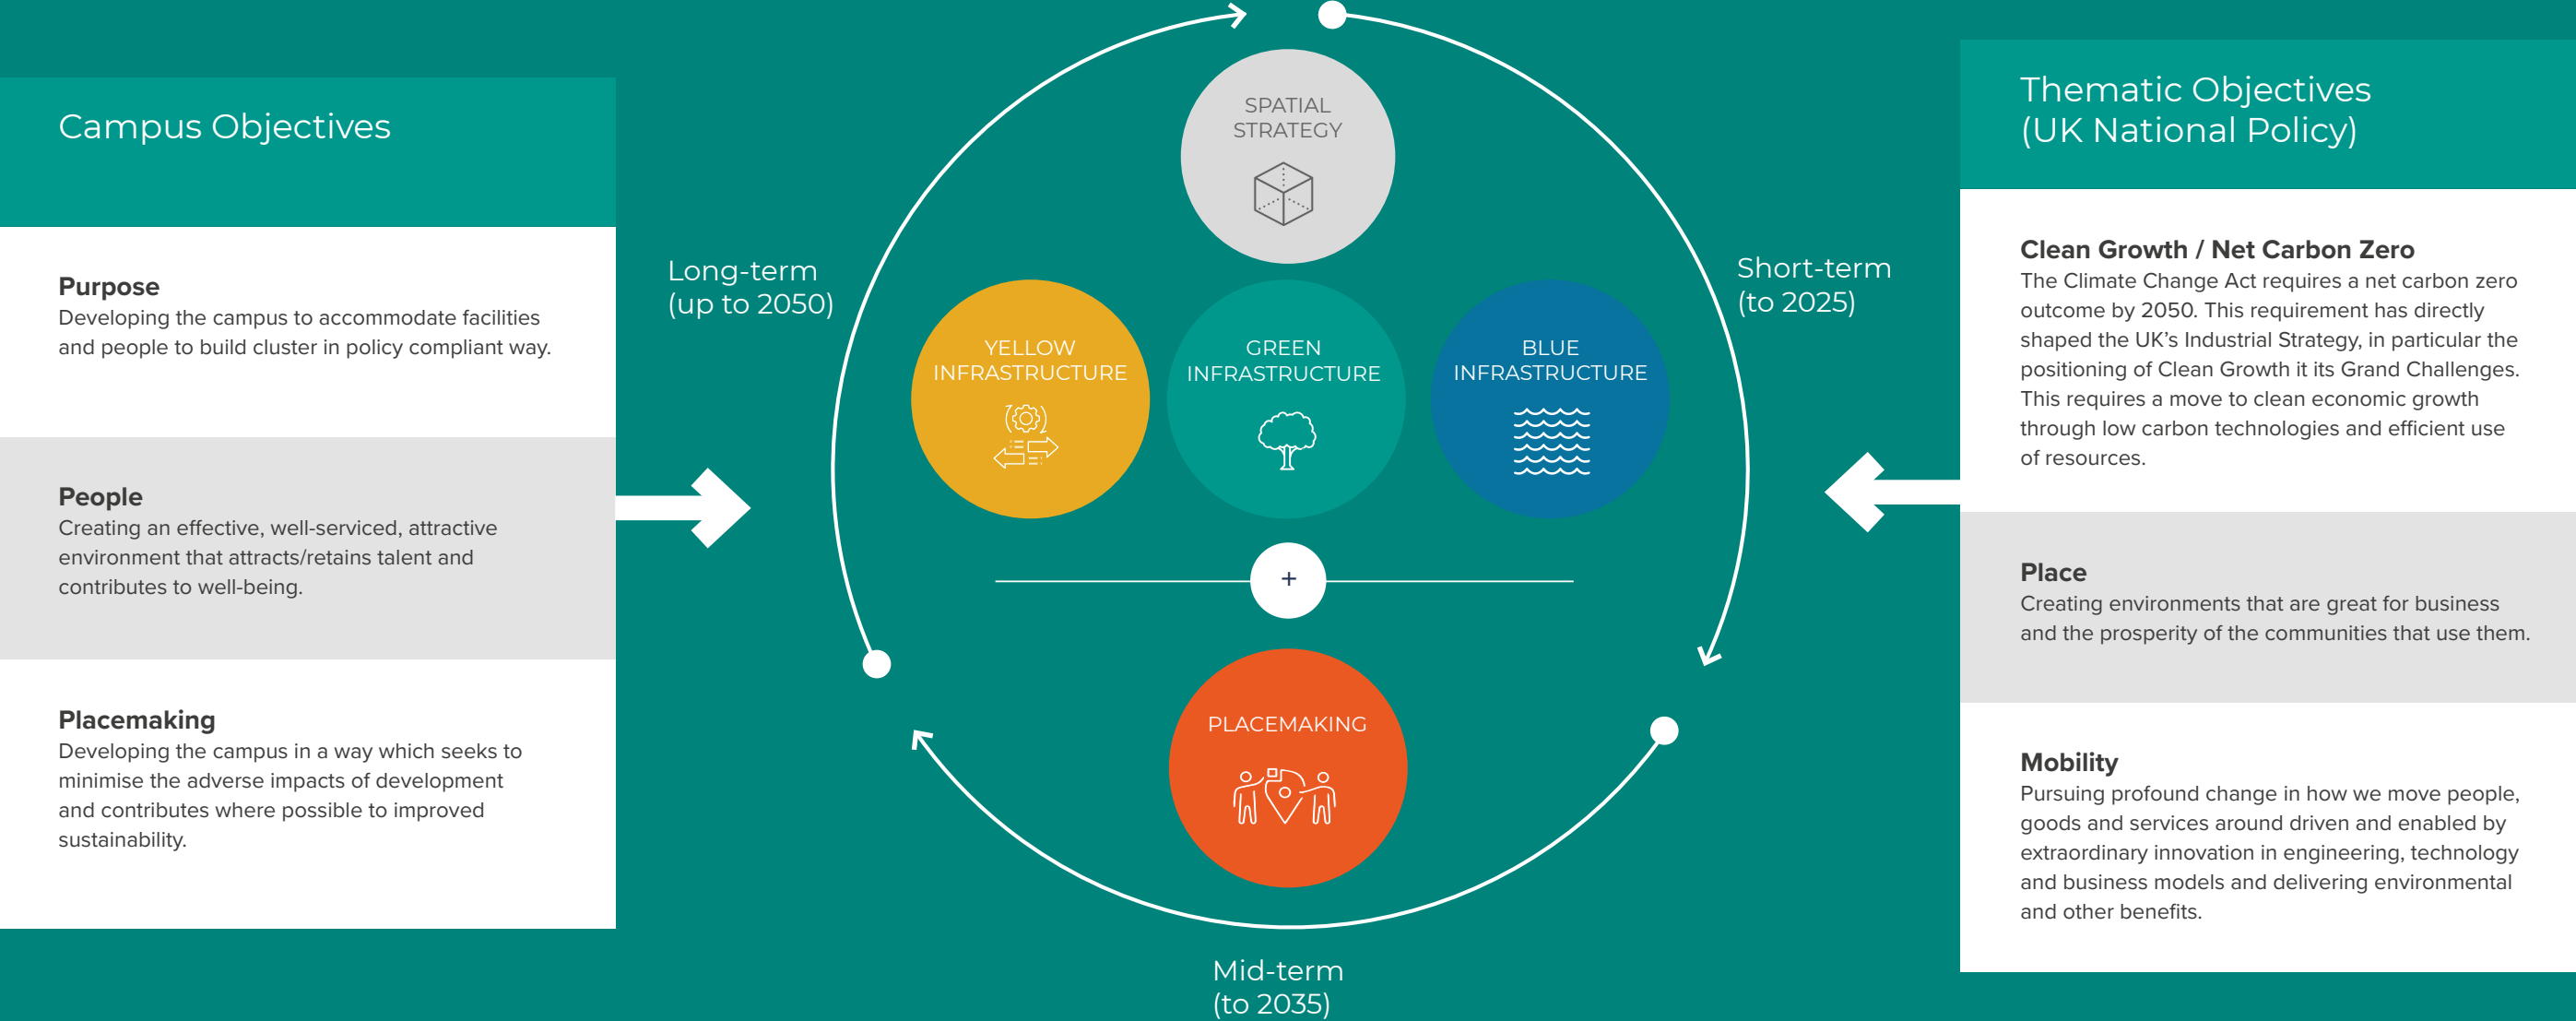 Campus Objectives
Purpose
Developing the campus to accommodate facilities
and people to build cluster in policy compliant way.
People
Creating an effective, well-serviced, attractive
environment that attracts/retains talent and
contributes to well-being.
Placemaking
Developing the campus in a way which seeks to
minimise the adverse impacts of development
and contributes where possible to improved
sustainability.
Long-term
(up to 2050)
SPATIAL
STRATEGY
YELLOW
INFRASTRUCTURE
GREEN
INFRASTRUCTURE
BLUE
INFRASTRUCTURE
+
PLACEMAKING
Short-term
(to 2025)
Mid-term
(to 2035)
Thematic Objectives
(UK National Policy)
Clean Growth / Net Carbon Zero
The Climate Change Act requires a net carbon zero
outcome by 2050. This requirement has directly
shaped the UK’s Industrial Strategy, in particular the
positioning of Clean Growth it its Grand Challenges.
This requires a move to clean economic growth
through low carbon technologies and efficient use
of resources.
Place
Creating environments that are great for business
and the prosperity of the communities that use them.
Mobility
Pursuing profound change in how we move people,
goods and services around driven and enabled by
extraordinary innovation in engineering, technology
and business models and delivering environmental
and other benefits.